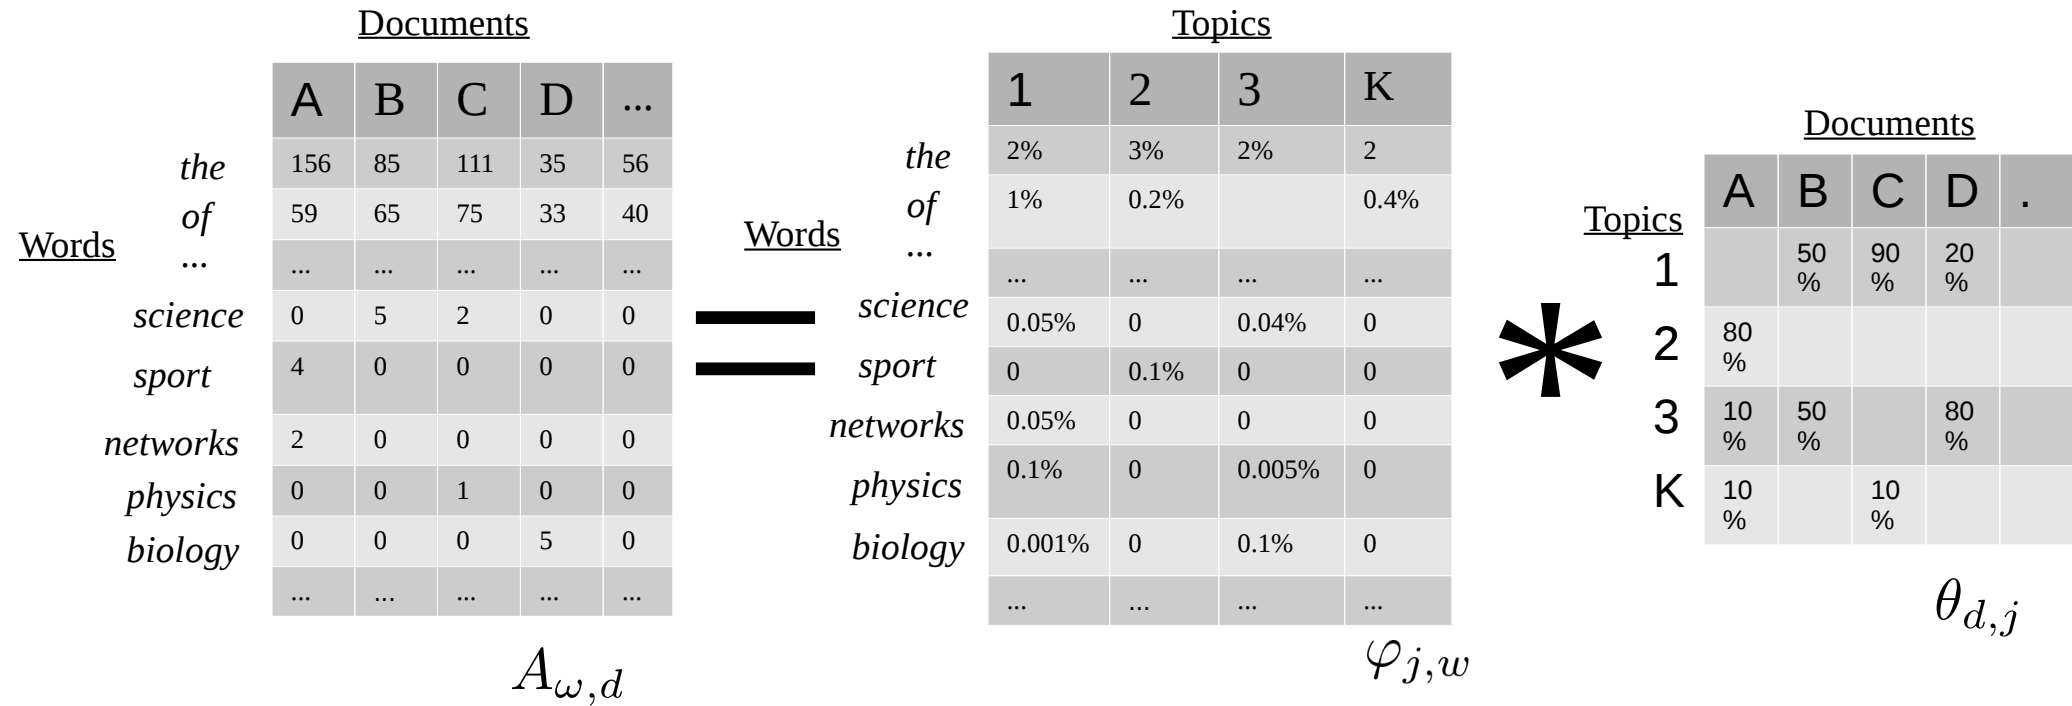 Documents
A B C D ...
the 156 85 111 35 56
of 59 65 75 33 40
Words
... ... ... ... ... ...
science 0 5 2 0 0
sport 4 0 0 0 0
networks 2 0 0 0 0
physics 0 0 1 0 0
biology 0 0 0 5 0
... ... ... ... ...
A ω,d
=
Topics
1 2 3 K
the 2% 3% 2% 2
of 1% 0.2% 0.4%
Words
... ... ... ... ...
science 0.05% 0 0.04% 0
sport 0 0.1% 0 0
networks 0.05% 0 0 0
physics 0.1% 0 0.005% 0
biology 0.001% 0 0.1% 0
... ... ... ...
φ j,w
*
Documents
A B C D .
Topics
1 50 % 90 % 20 %
2 80 %
3 10 % 50 % 80 %
K 10 % 10 %
θ d,j